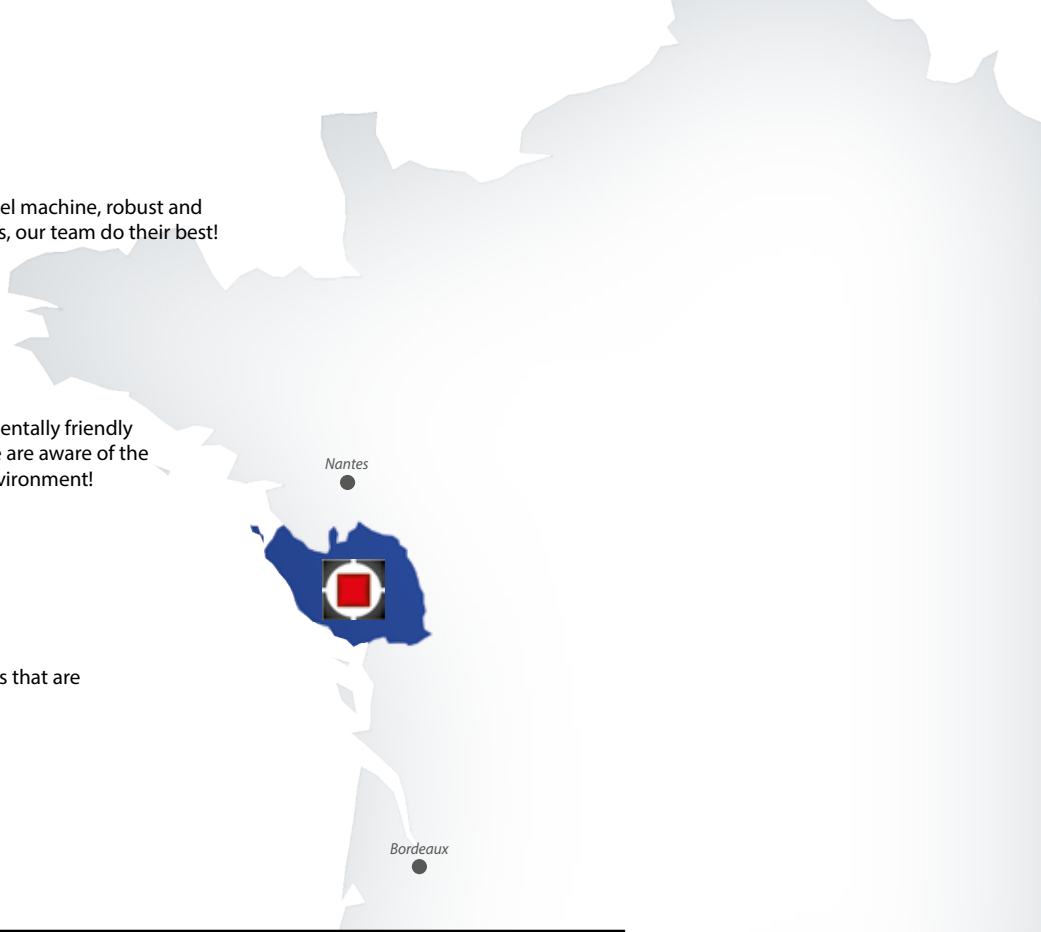 el machine, robust and
s, our team do their best!
entally friendly
e are aware of the
vironment!
Nantes
s that are
Bordeaux